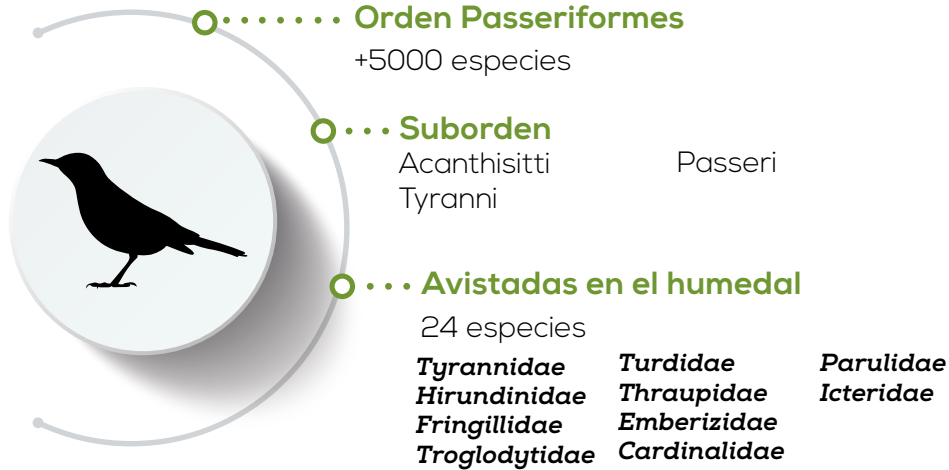 Orden Passeriformes
+5000 especies
Suborden
Acanthisitti
Tyranni
Passeri
Avistadas en el humedal
24 especies
Tyrannidae
Hirundinidae
Fringillidae
Troglodytidae
Turdidae
Thraupidae
Emberizidae
Cardinalidae
Parulidae
Icteridae